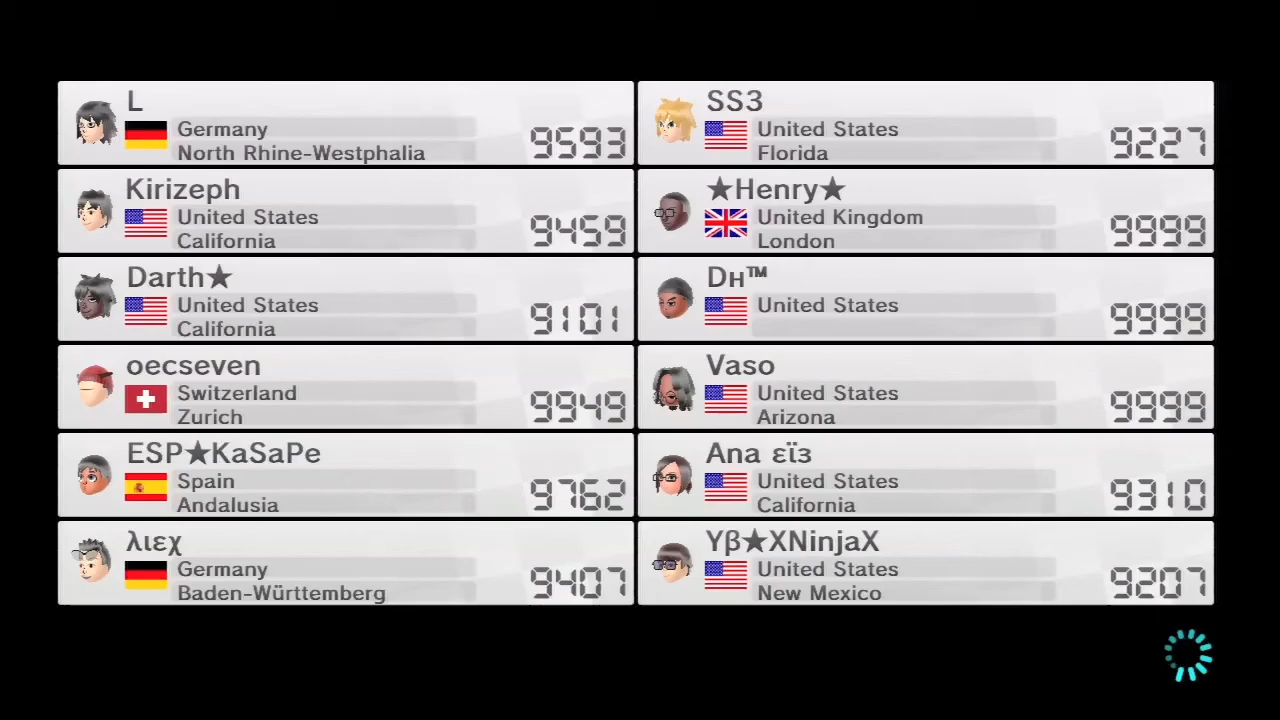 L
Germany
North Rhine-Westphalia
9593
SS3
United States
Florida
9227
Kirizeph
United States
California
9459
★Henry★
United Kingdom
London
9999
Darth★
United States
California
9101
Dʜ™
United States
9999
oecseven
Switzerland
Zurich
9949
Vaso
United States
Arizona
9999
ESP★KaSaPe
Spain
Andalusia
9762
Ana εϊз
United States
California
9310
λιεχ
Germany
Baden-Württemberg
9407
Yβ★XNinjaX
United States
New Mexico
9207